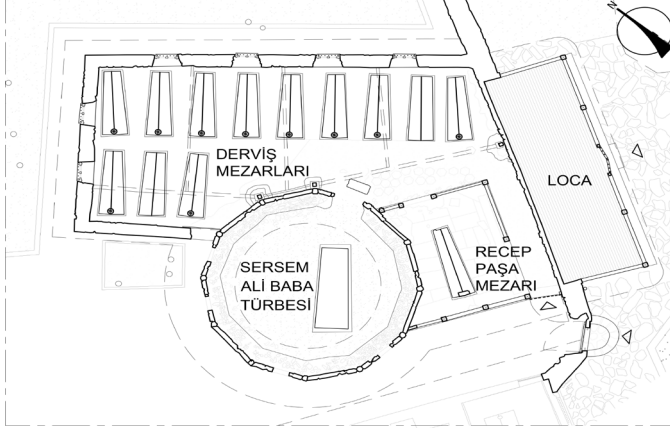 N
DERVİŞ
MEZARLARI
LOCA
SERSEM
ALİ BABA
TÜRBESİ
RECEP
PAŞA
MEZARI